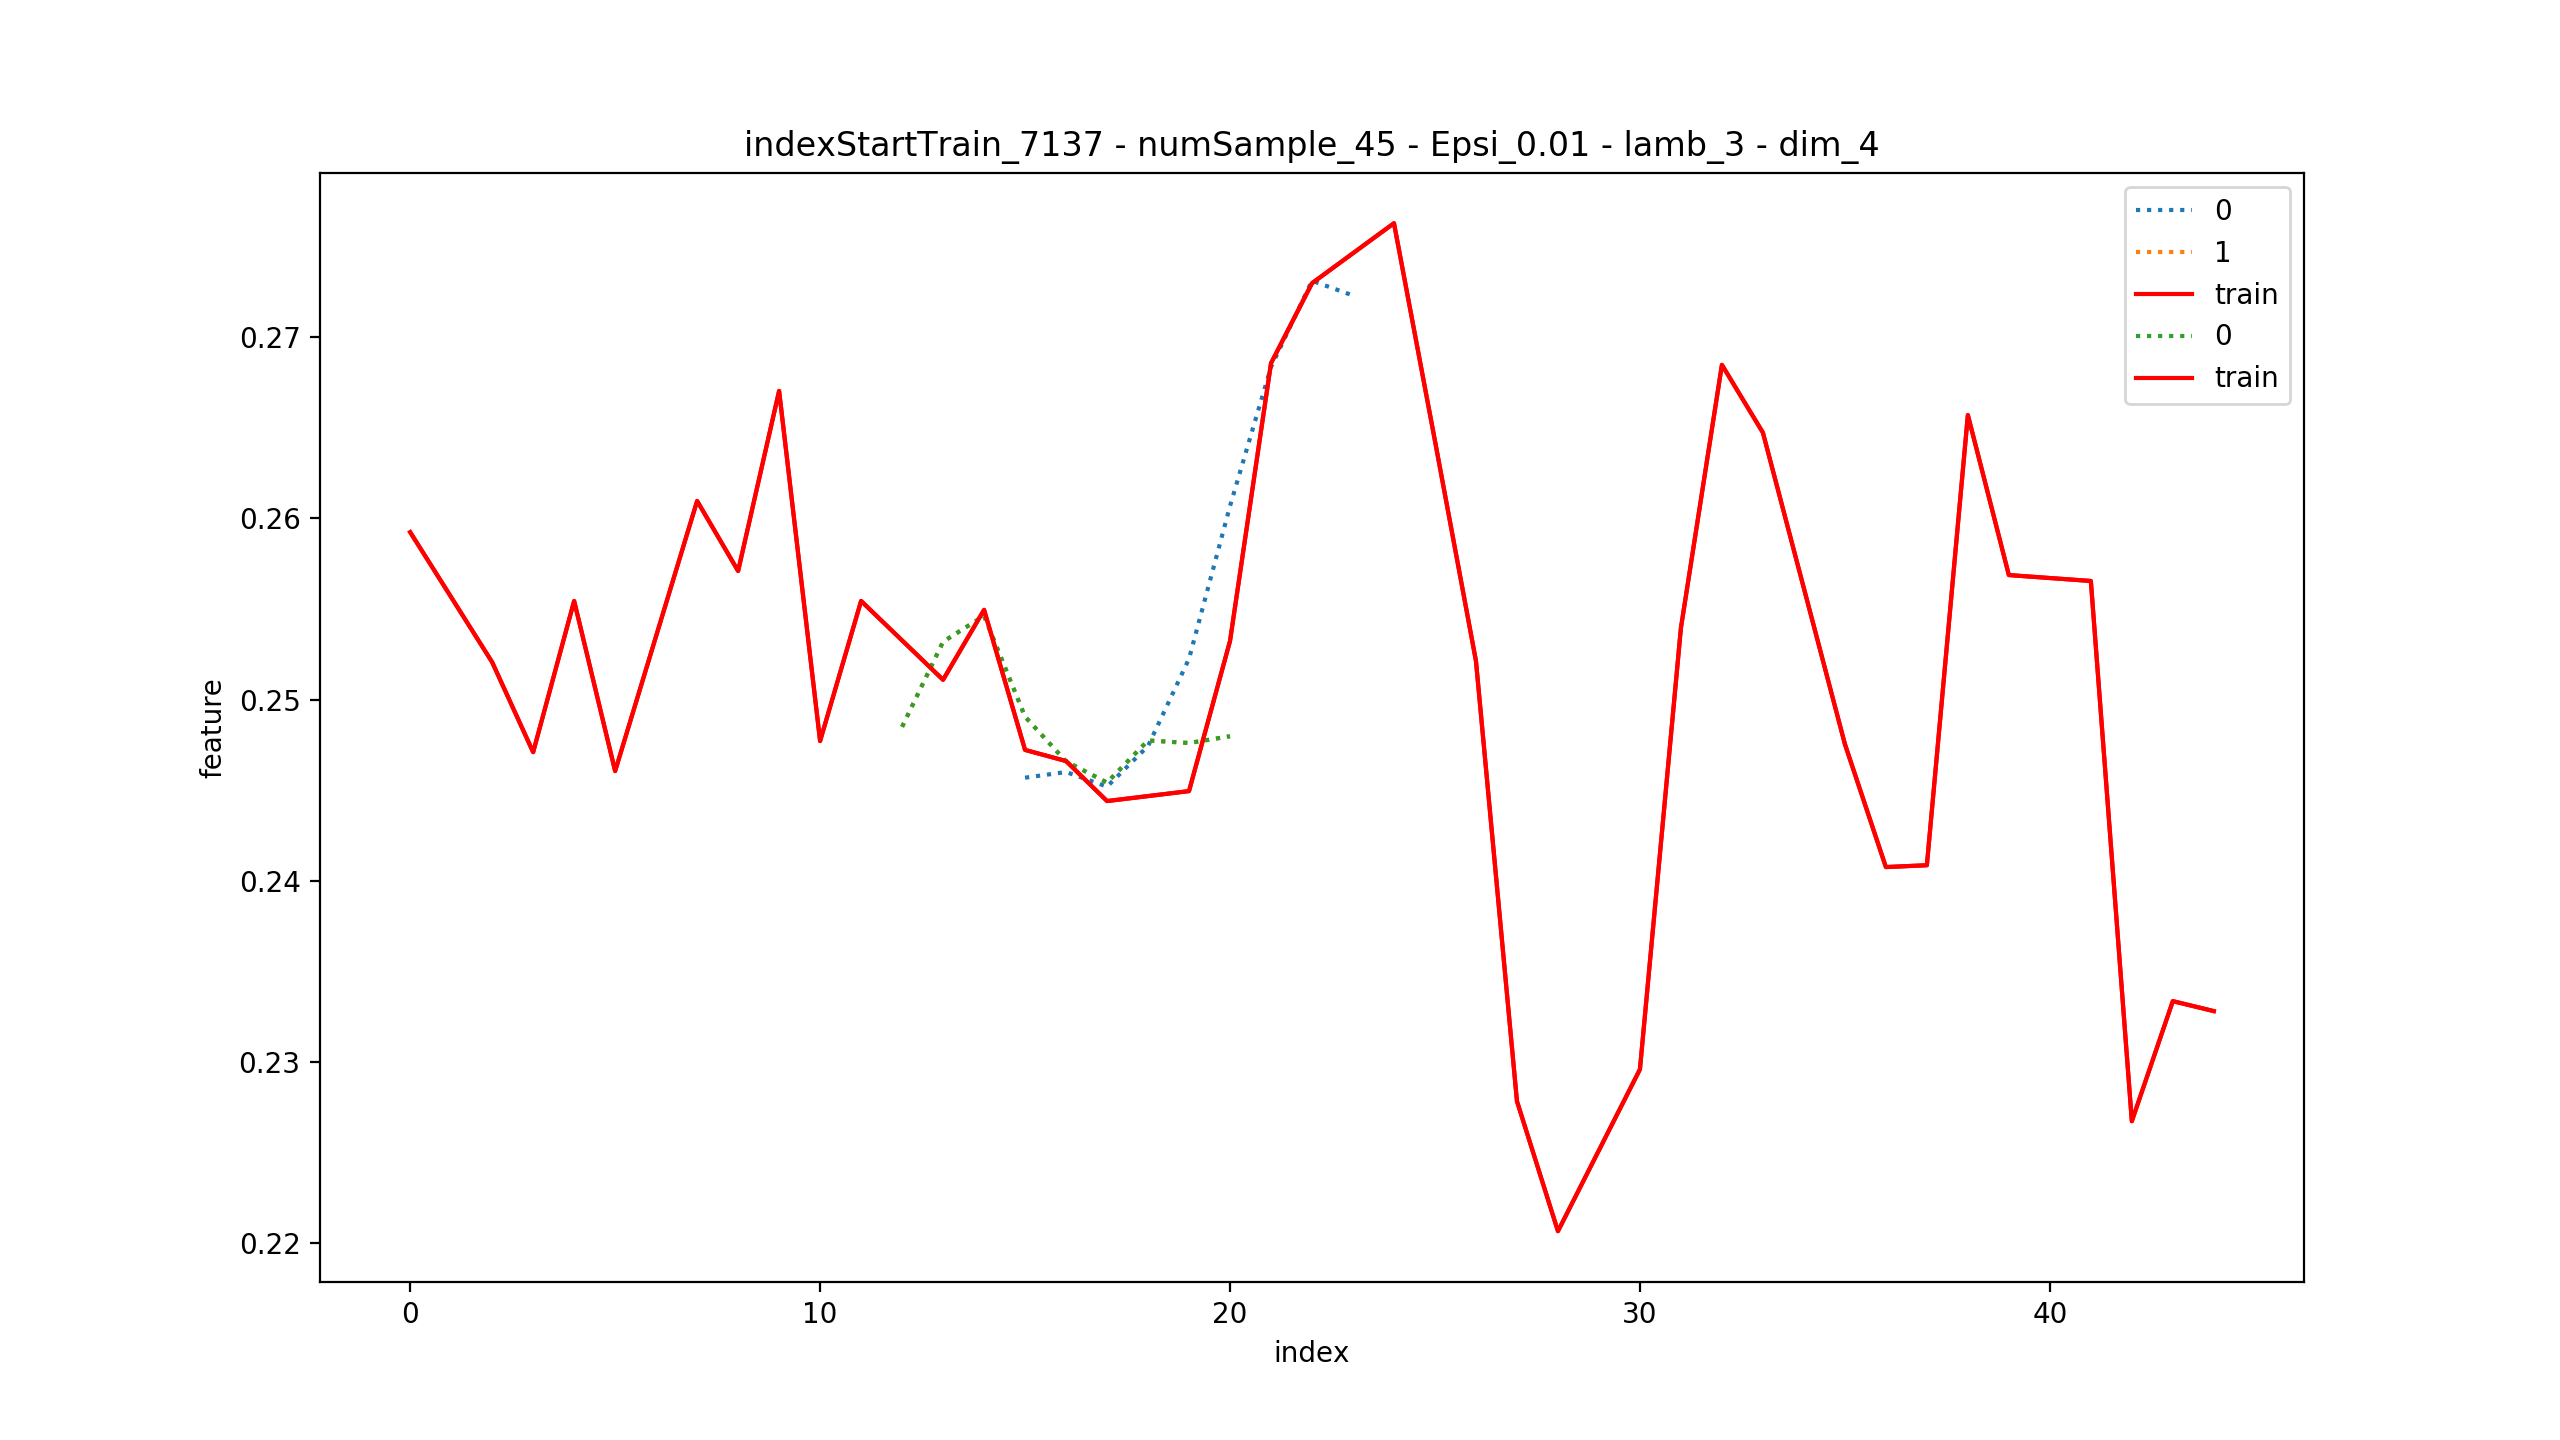 indexStartTrain_7137 - numSample_45 - Epsi_0.01 - lamb_3 - dim_4
0
1
train
0
train
0.27
0.26
0.25
0.24
0.23
0.22
feature
0 10 20 30 40
index